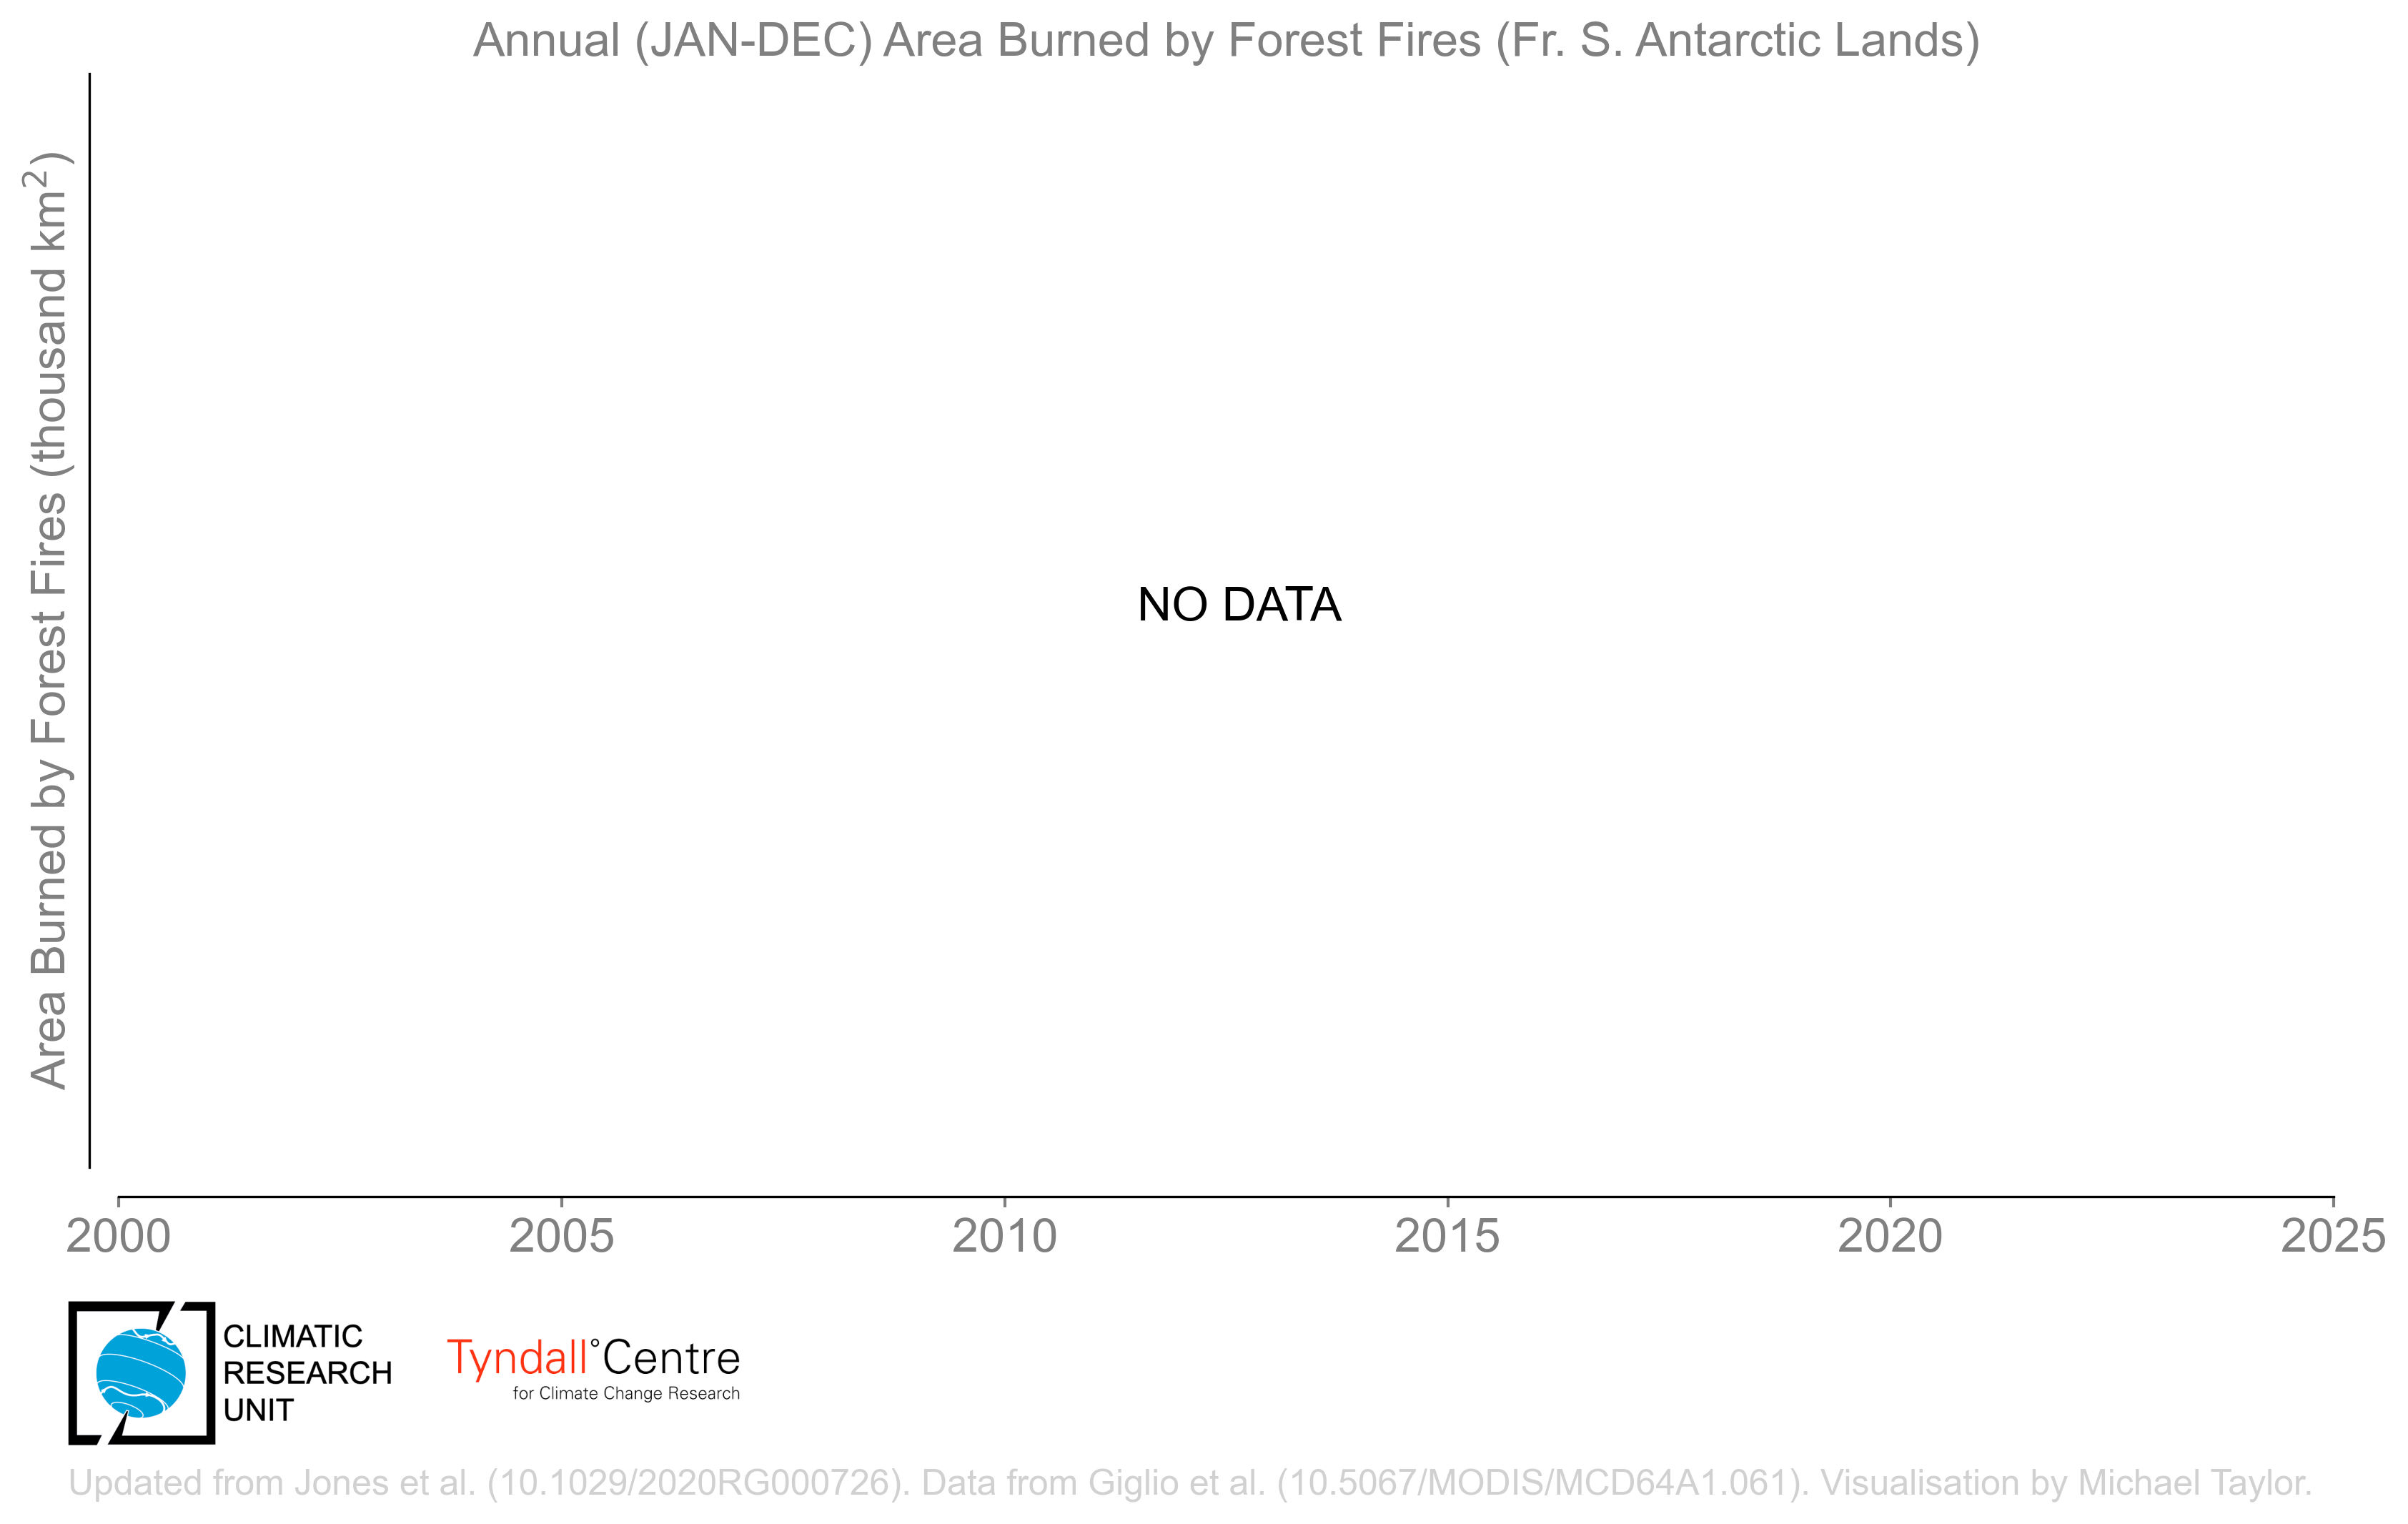 Annual (JAN-DEC) Area Burned by Forest Fires (Fr. S. Antarctic Lands)
Area Burned by Forest Fires (thousand km²)
NO DATA
2000 2005 2010 2015 2020 2025
CLIMATIC
RESEARCH
UNIT
Tyndall°Centre
for Climate Change Research
Updated from Jones et al. (10.1029/2020RG000726). Data from Giglio et al. (10.5067/MODIS/MCD64A1.061). Visualisation by Michael Taylor.